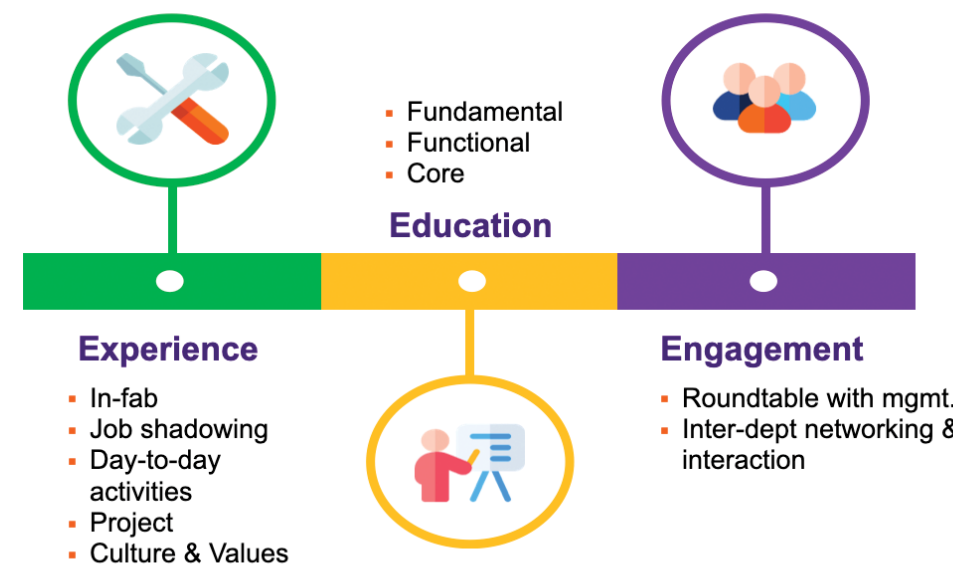 ▪ Fundamental
▪ Functional
▪ Core
Education
Experience
▪ In-fab
▪ Job shadowing
▪ Day-to-day
activities
▪ Project
▪ Culture & Values
Engagement
▪ Roundtable with mgmt.
▪ Inter-dept networking &
interaction